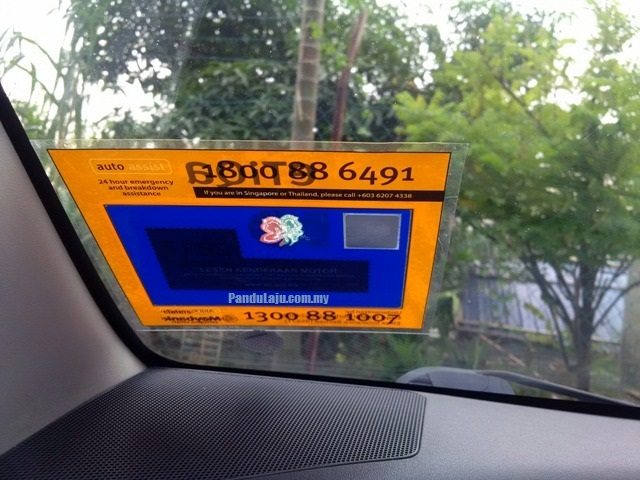 auto assist
1800 88 6491
24 hour emergency
and breakdown
assistance
If you are in Singapore or Thailand, please call +603 6207 4338
LESEN KENDERAAN MOTOR
Pandulaju.com.my
1300 88 1007